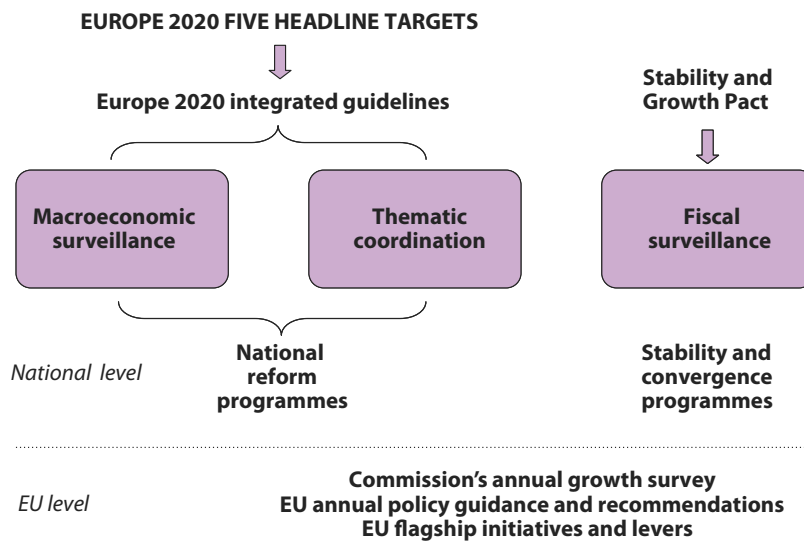 EUROPE 2020 FIVE HEADLINE TARGETS
Europe 2020 integrated guidelines
Stability and
Growth Pact
Macroeconomic
surveillance
Thematic
coordination
Fiscal
surveillance
National level
National
reform
programmes
Stability and
convergence
programmes
EU level
Commission's annual growth survey
EU annual policy guidance and recommendations
EU flagship initiatives and levers